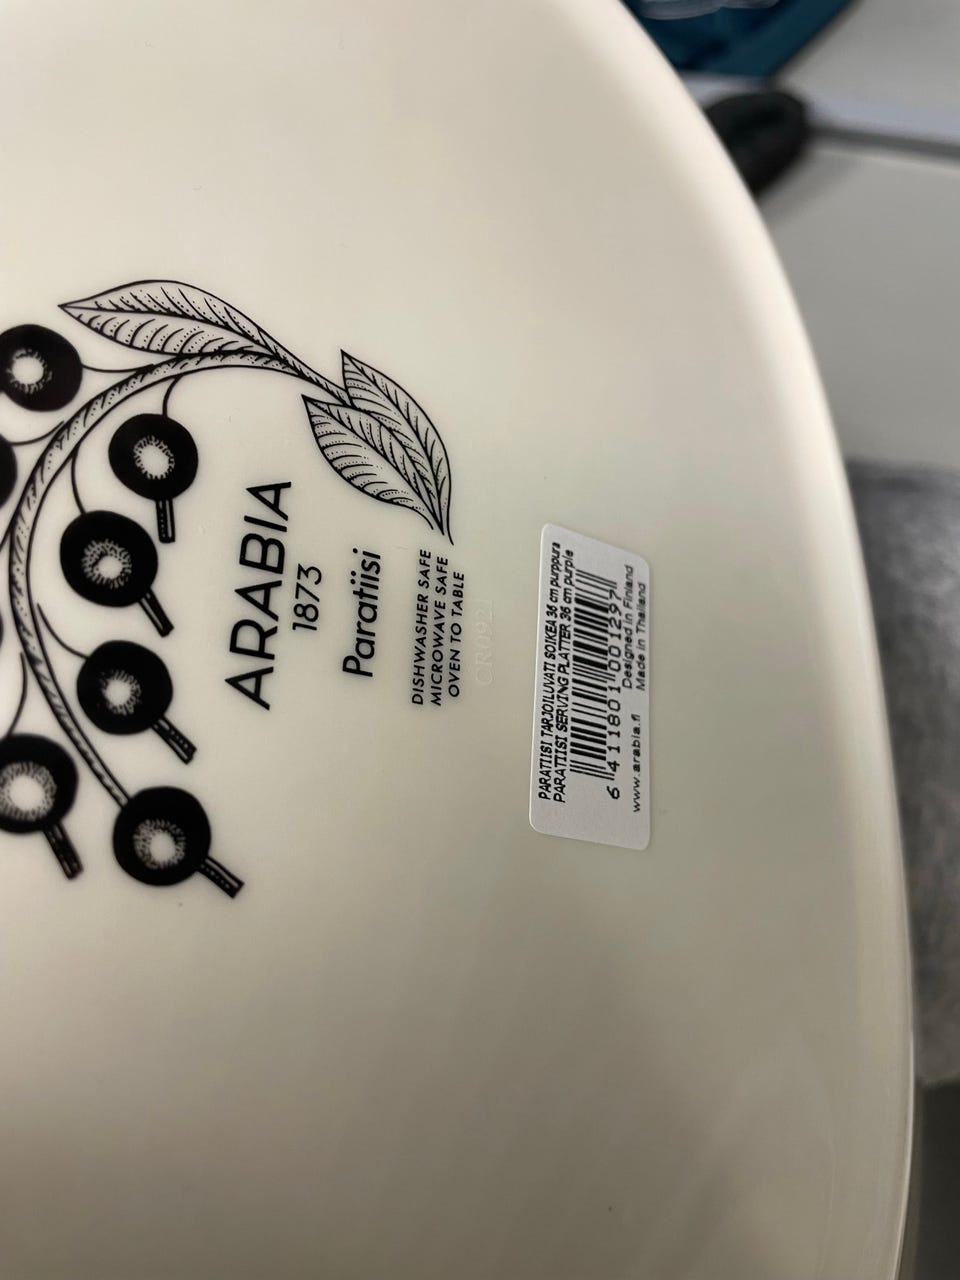 ARABIA
1873
Paratiisi
DISHWASHER SAFE
MICROWAVE SAFE
OVEN TO TABLE
CR0921
PARATIISI TARJOILUVATI SOIKEA 36 cm purppura
PARATIISI SERVING PLATTER 36 cm purple
6 411801 001297
Designed in Finland
www.arabia.fi Made in Thailand